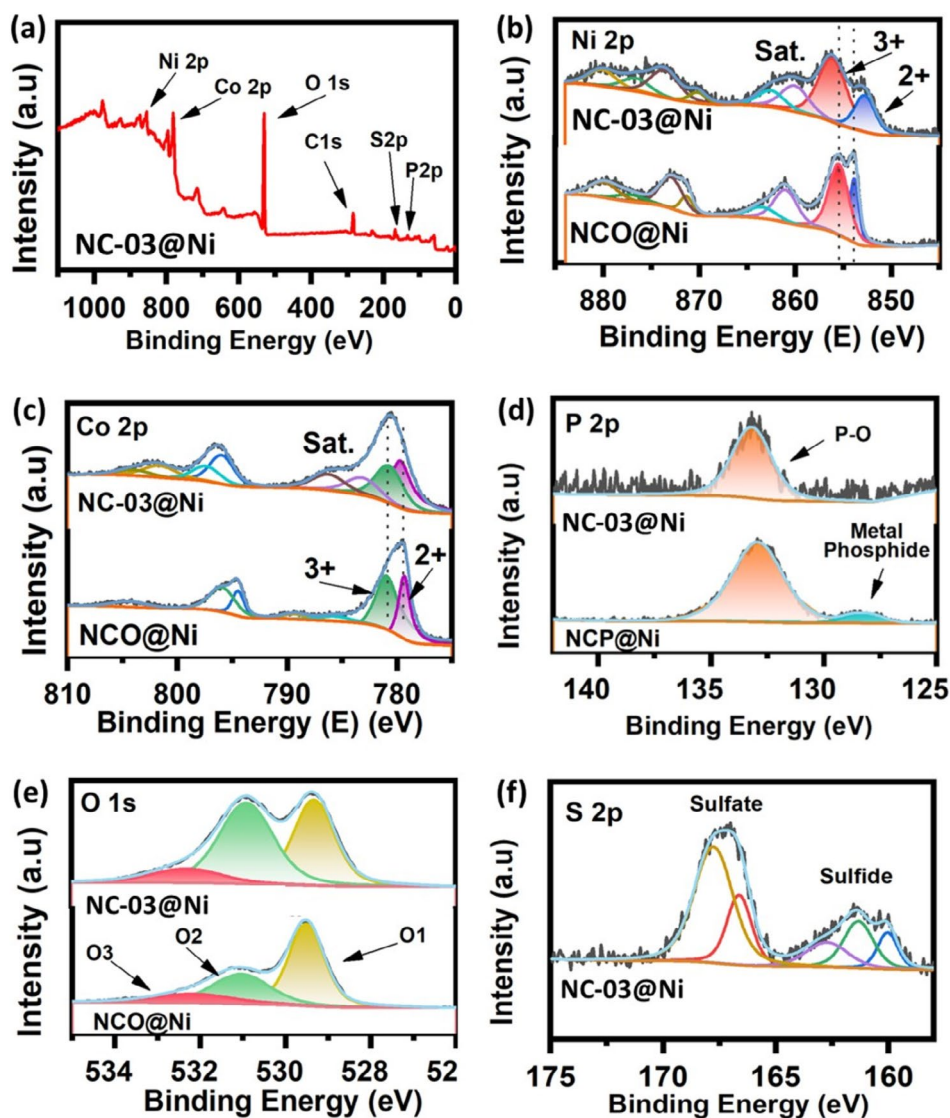 (a)
Intensity (a.u)
Ni 2p
Co 2p
O 1s
C1s
S2p
P2p
NC-03@Ni
1000 800 600 400 200 0
Binding Energy (eV)
(b)
Intensity (a.u)
Ni 2p
Sat.
3+
2+
NC-03@Ni
NCO@Ni
880 870 860 850
Binding Energy (E) (eV)
(c)
Intensity (a.u)
Co 2p
Sat.
NC-03@Ni
3+
2+
NCO@Ni
810 800 790 780
Binding Energy (E) (eV)
(d)
Intensity (a.u)
P 2p
P-O
NC-03@Ni
Metal
Phosphide
NCP@Ni
140 135 130 125
Binding Energy (eV)
(e)
Intensity (a.u)
O 1s
NC-03@Ni
O3
O2
O1
NCO@Ni
534 532 530 528 52
Binding Energy (eV)
(f)
Intensity (a.u)
S 2p
Sulfate
Sulfide
NC-03@Ni
175 170 165 160
Binding Energy (eV)